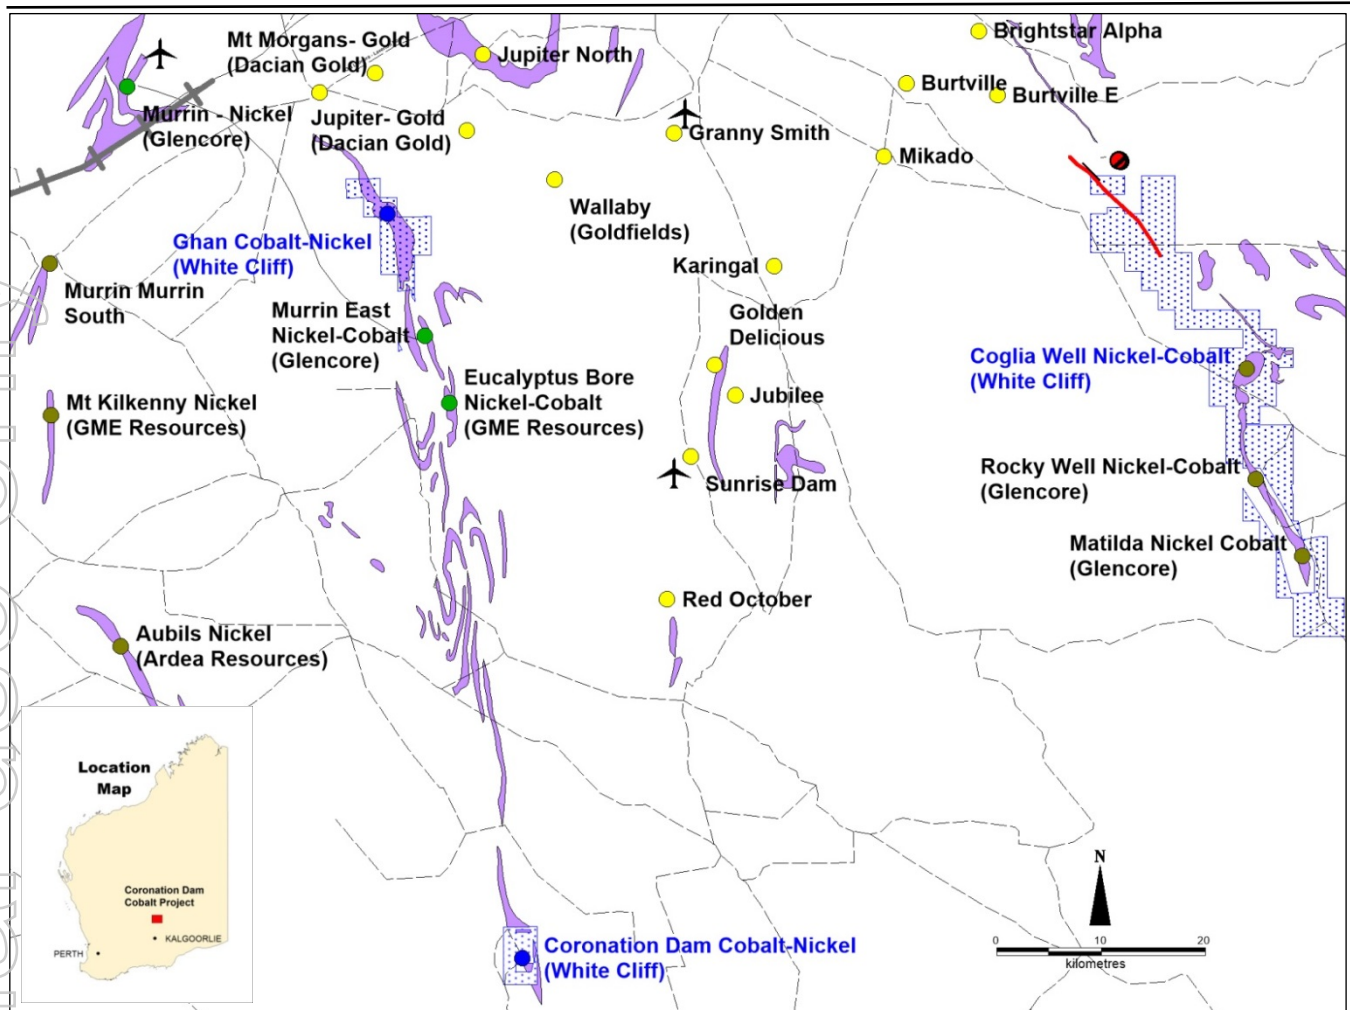 Brightstar Alpha
Mt Morgans- Gold
(Dacian Gold)
Jupiter North
Burtville
Burtville E
Murrin - Nickel
(Glencore)
Jupiter- Gold
(Dacian Gold)
Granny Smith
Mikado
Wallaby
(Goldfields)
Ghan Cobalt-Nickel
(White Cliff)
Karingal
Murrin Murrin
South
Murrin East
Nickel-Cobalt
(Glencore)
Golden
Delicious
Coglia Well Nickel-Cobalt
(White Cliff)
Eucalyptus Bore
Nickel-Cobalt
(GME Resources)
Jubilee
Mt Kilkenny Nickel
(GME Resources)
Rocky Well Nickel-Cobalt
(Glencore)
Sunrise Dam
Matilda Nickel Cobalt
(Glencore)
Red October
Aubils Nickel
(Ardea Resources)
Location
Map
Coronation Dam
Cobalt Project
KALGOORLIE
PERTH
Coronation Dam Cobalt-Nickel
(White Cliff)
N
0 10 20
kilometres